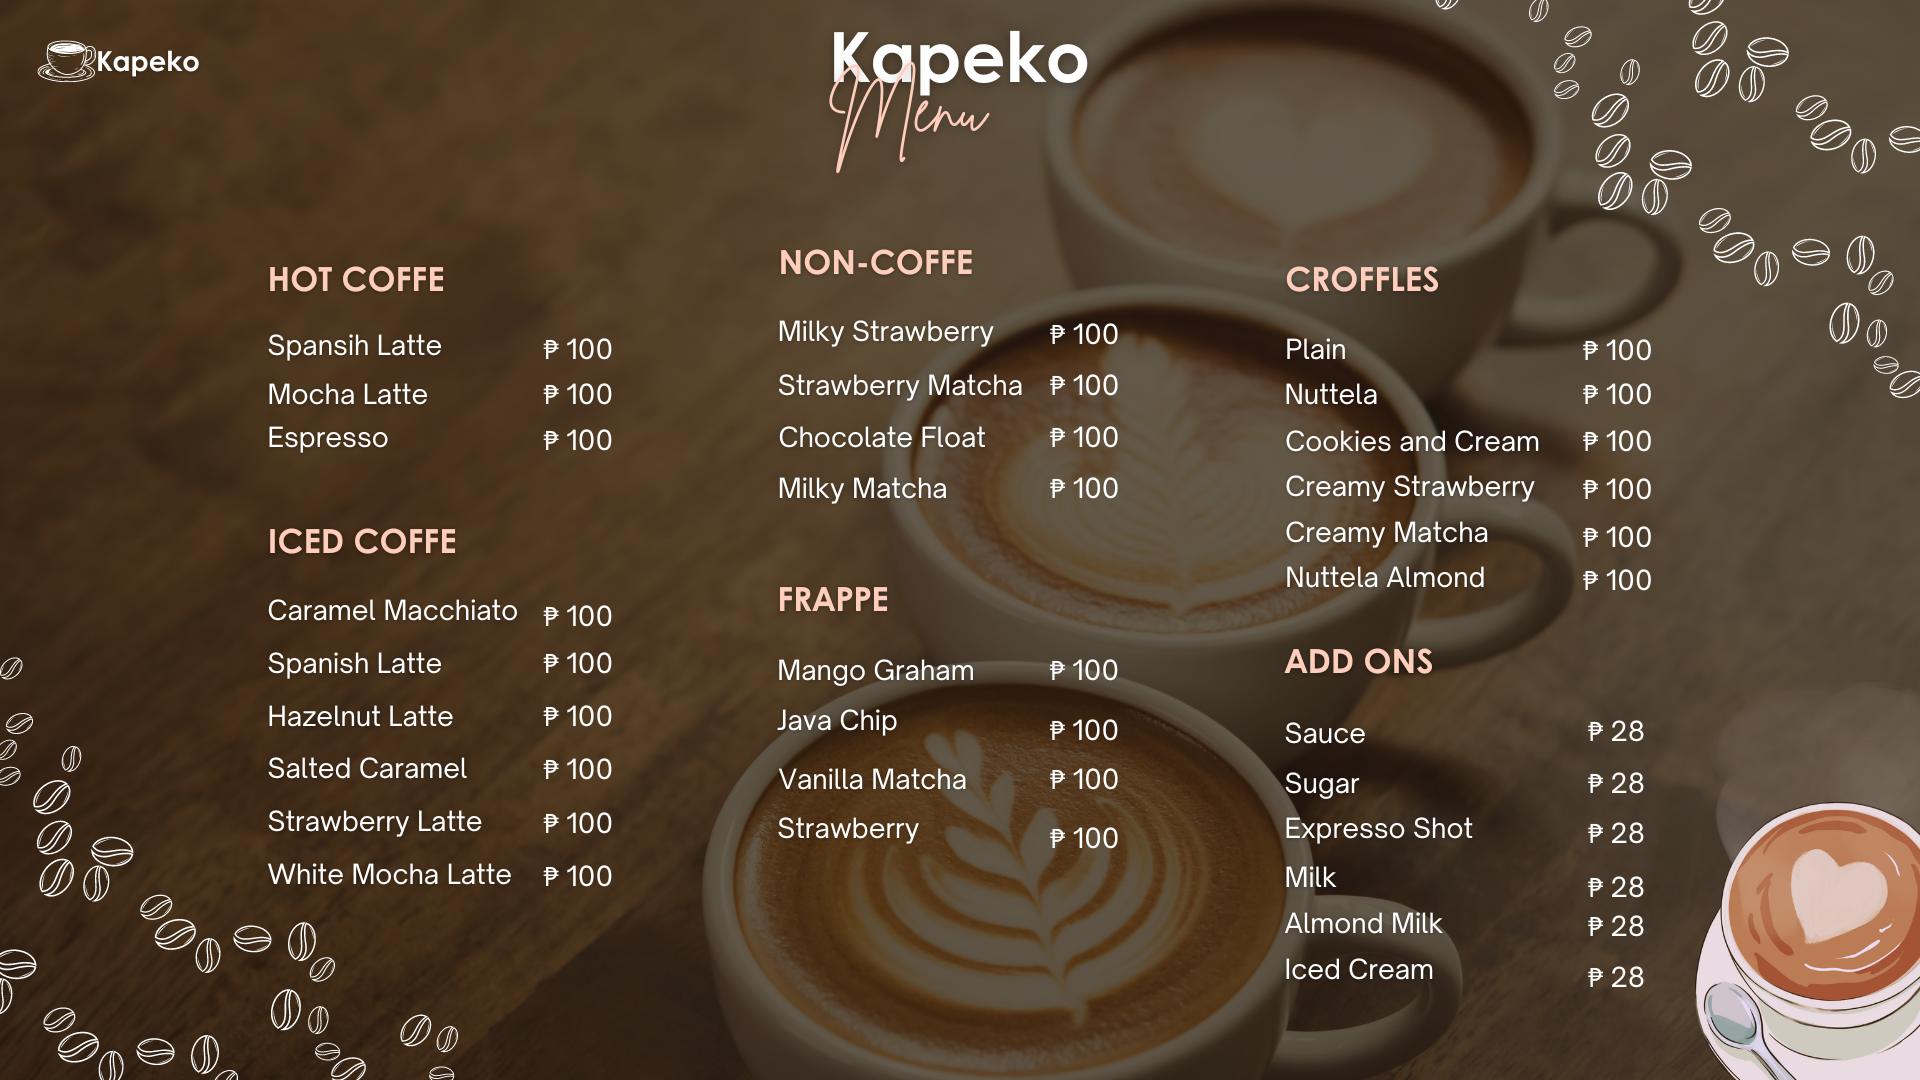 Kapeko
Kapeko
Menu
HOT COFFE
Spansih Latte ₱ 100
Mocha Latte ₱ 100
Espresso ₱ 100
ICED COFFE
Caramel Macchiato ₱ 100
Spanish Latte ₱ 100
Hazelnut Latte ₱ 100
Salted Caramel ₱ 100
Strawberry Latte ₱ 100
White Mocha Latte ₱ 100
NON-COFFE
Milky Strawberry ₱ 100
Strawberry Matcha ₱ 100
Chocolate Float ₱ 100
Milky Matcha ₱ 100
FRAPPE
Mango Graham ₱ 100
Java Chip ₱ 100
Vanilla Matcha ₱ 100
Strawberry ₱ 100
CROFFLES
Plain ₱ 100
Nuttela ₱ 100
Cookies and Cream ₱ 100
Creamy Strawberry ₱ 100
Creamy Matcha ₱ 100
Nuttela Almond ₱ 100
ADD ONS
Sauce ₱ 28
Sugar ₱ 28
Expresso Shot ₱ 28
Milk ₱ 28
Almond Milk ₱ 28
Iced Cream ₱ 28